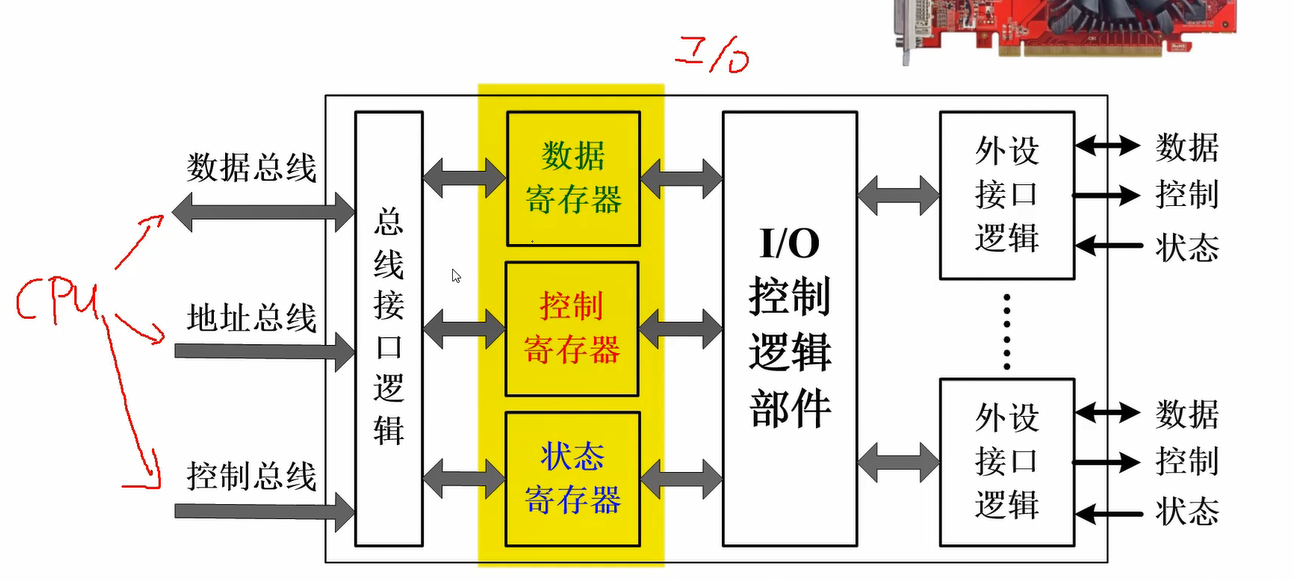 I/O
数据总线
地址总线
控制总线
CPU
总线接口逻辑
数据
寄存器
控制
寄存器
状态
寄存器
I/O
控制
逻辑
部件
外设
接口
逻辑
数据
控制
状态
外设
接口
逻辑
数据
控制
状态